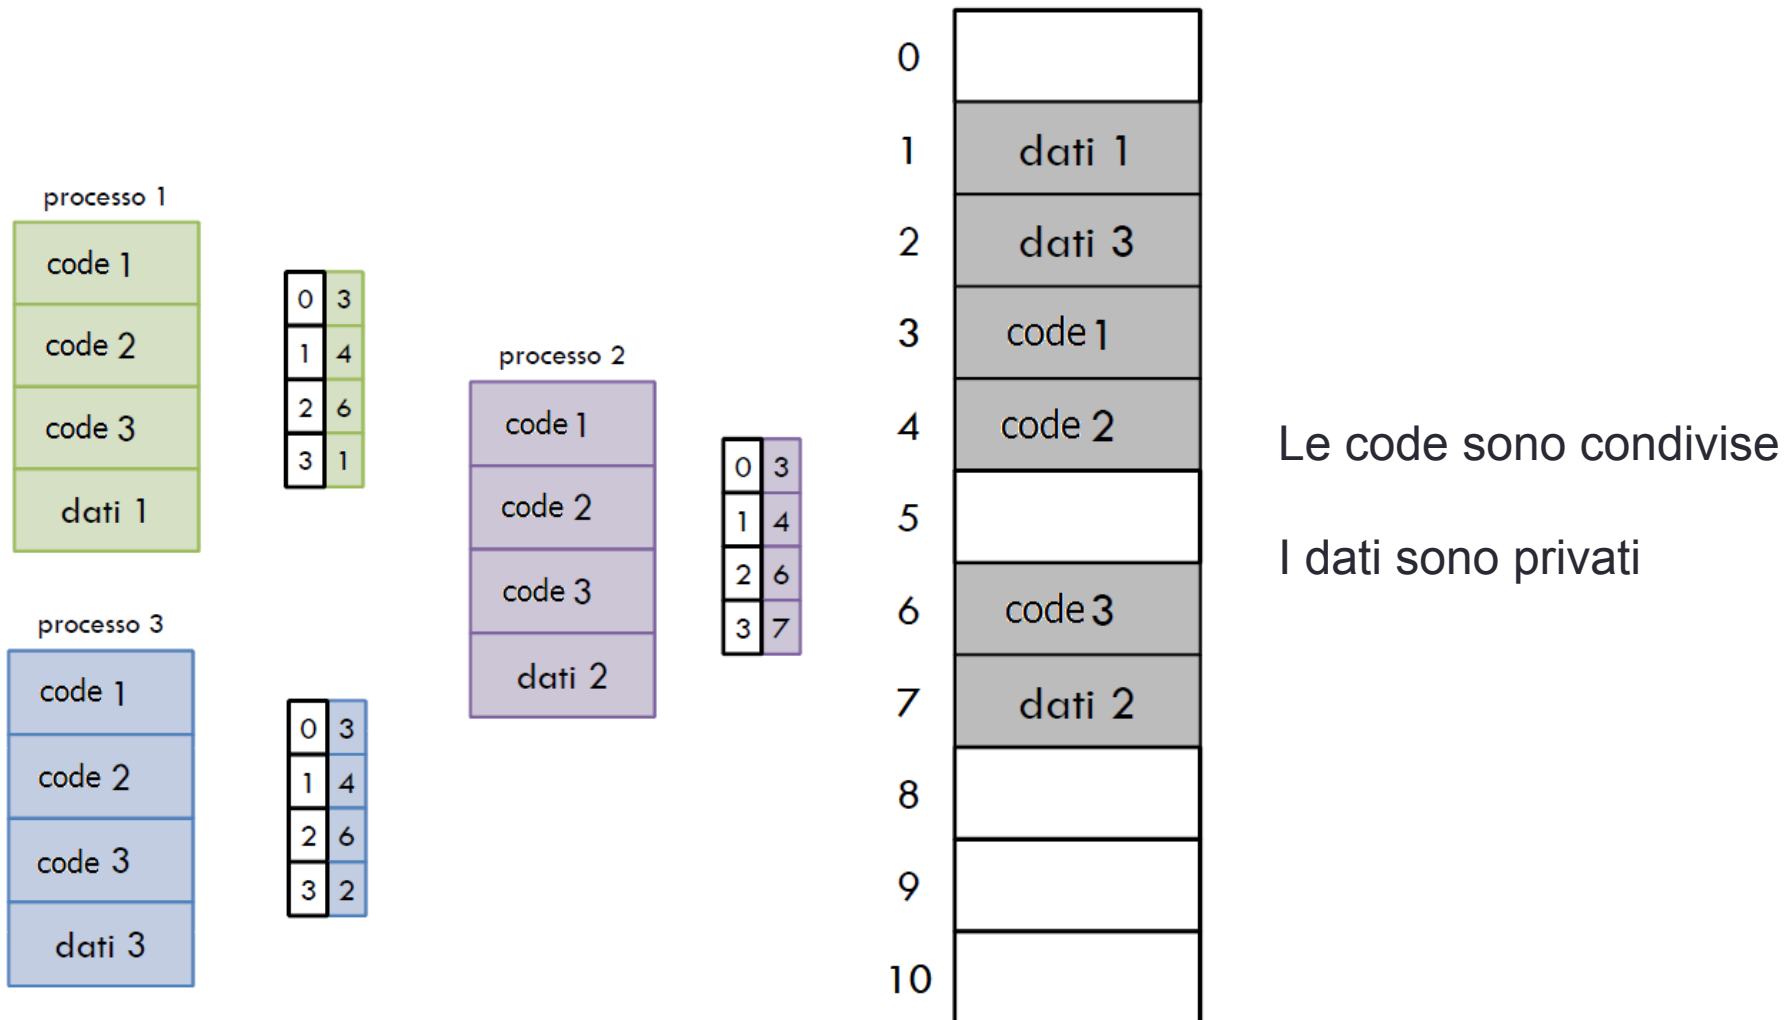 processo 1
code 1
code 2
code 3
dati 1
0 3
1 4
2 6
3 1
processo 2
code 1
code 2
code 3
dati 2
0 3
1 4
2 6
3 7
processo 3
code 1
code 2
code 3
dati 3
0 3
1 4
2 6
3 2
0
1 dati 1
2 dati 3
3 code 1
4 code 2
5
6 code 3
7 dati 2
8
9
10
Le code sono condivise
I dati sono privati